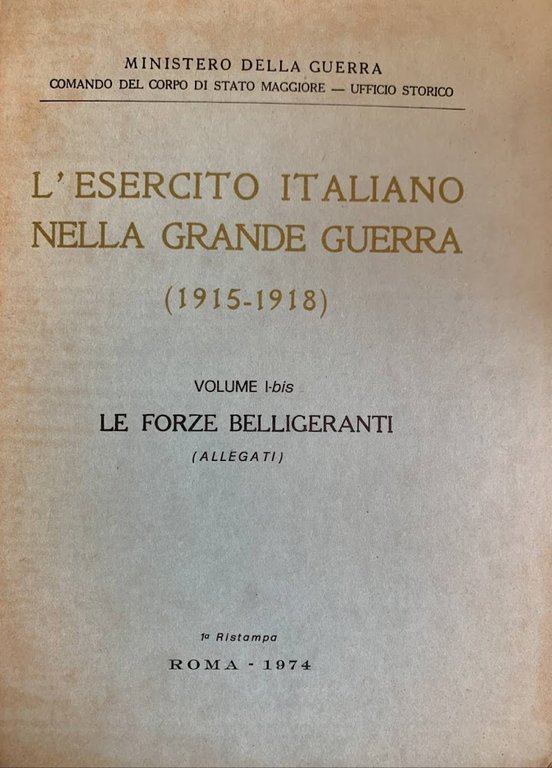 MINISTERO DELLA GUERRA
COMANDO DEL CORPO DI STATO MAGGIORE — UFFICIO STORICO
L'ESERCITO ITALIANO
NELLA GRANDE GUERRA
(1915-1918)
VOLUME I-bis
LE FORZE BELLIGERANTI
(ALLEGATI)
1ª Ristampa
ROMA - 1974